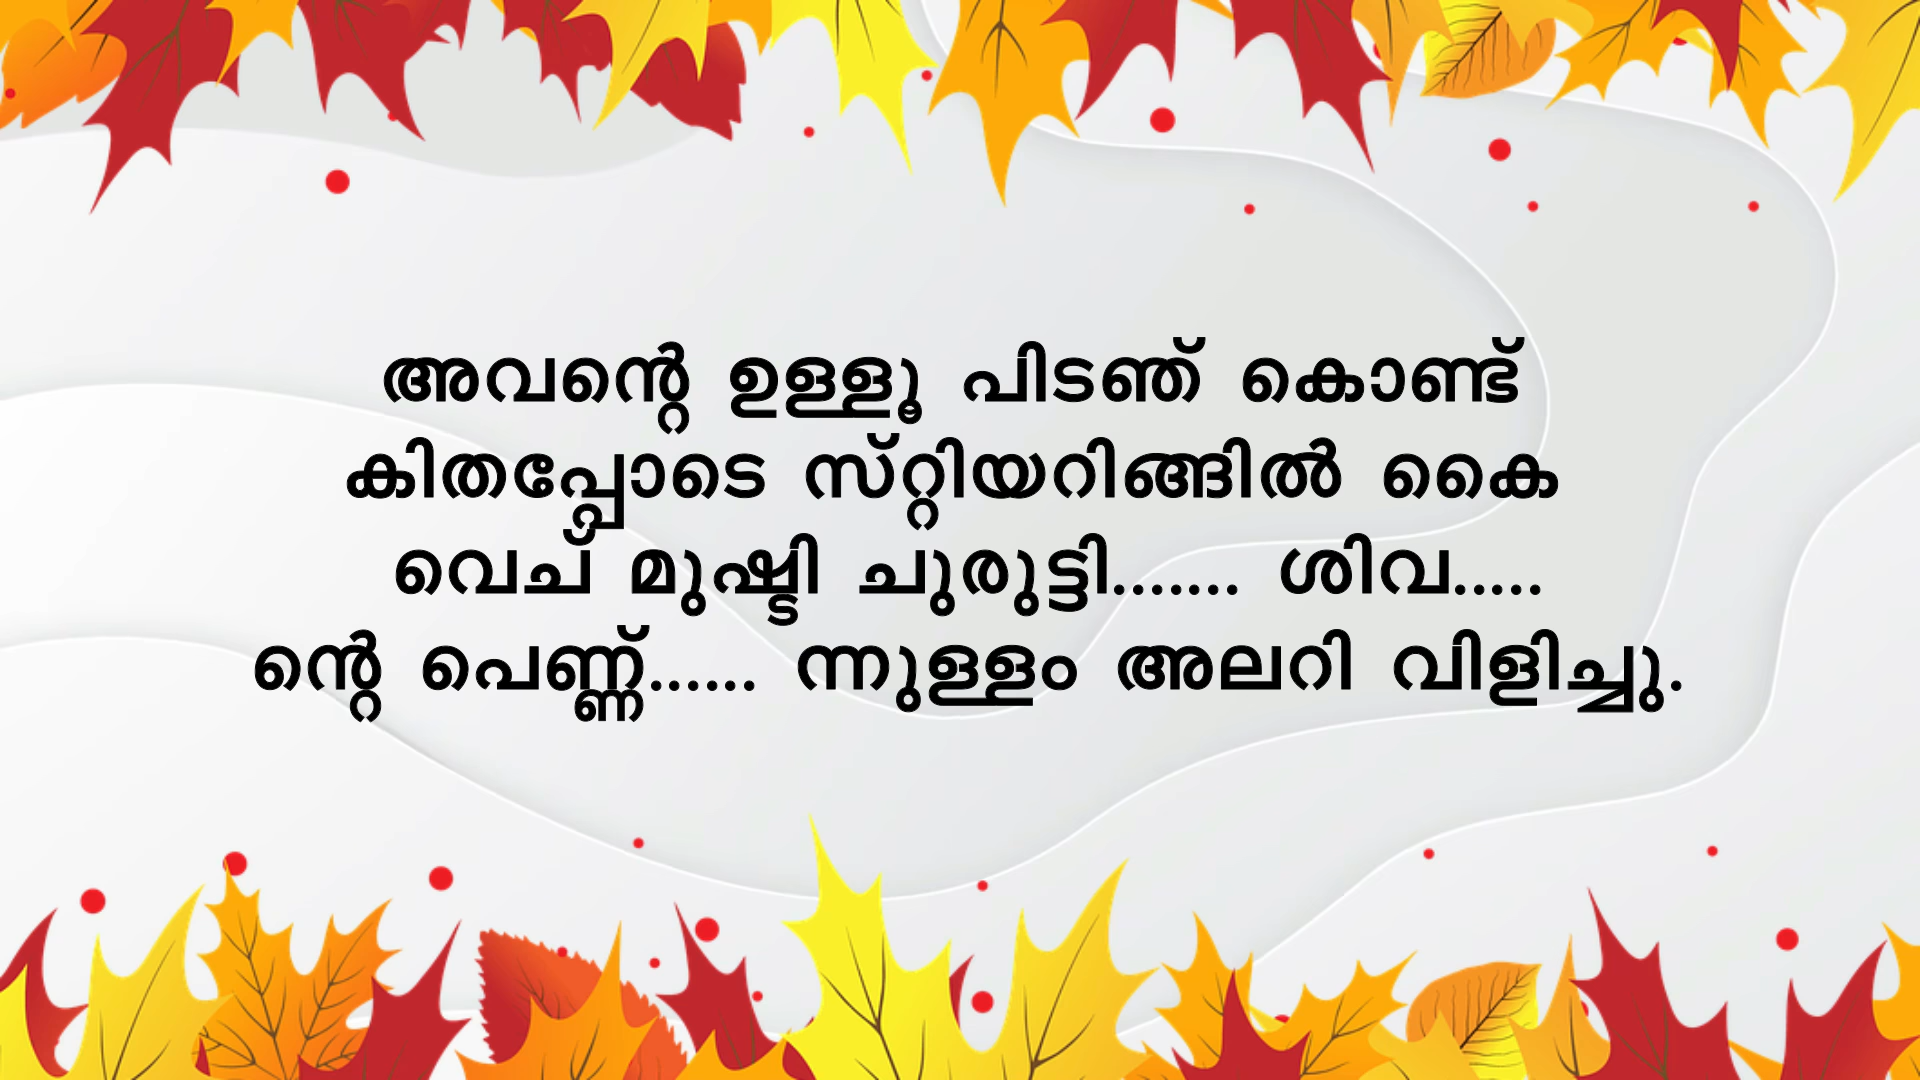 അവന്റെ ഉള്ളൂ പിടഞ് കൊണ്ട്
കിതപ്പോടെ സ്റ്റിയറിങ്ങിൽ കൈ
വെച് മുഷ്ടി ചുരുട്ടി....... ശിവ.....
ന്റെ പെണ്ണ്...... ന്നുള്ളം അലറി വിളിച്ചു.